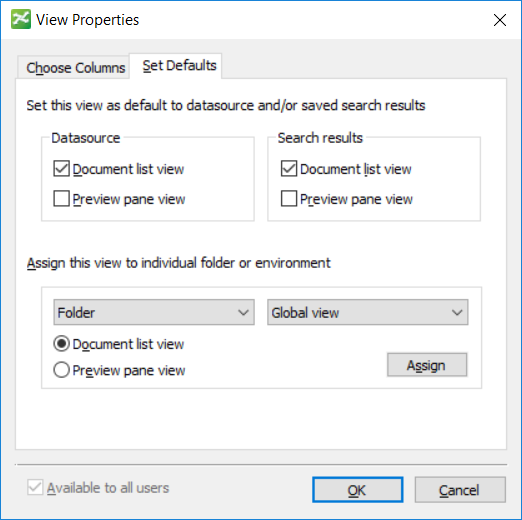 View Properties
Choose Columns
Set Defaults
Set this view as default to datasource and/or saved search results
Datasource
Search results
Document list view
Document list view
Preview pane view
Preview pane view
Assign this view to individual folder or environment
Folder
Global view
Document list view
Preview pane view
Assign
Available to all users
OK
Cancel